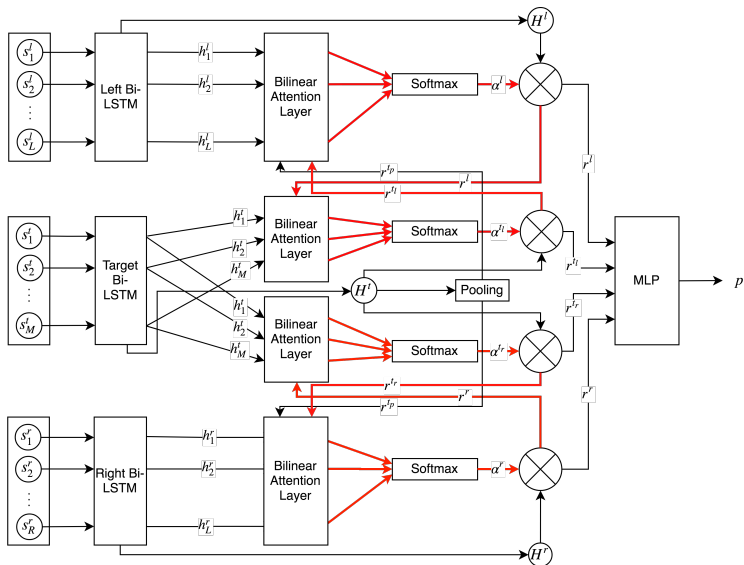 H^l
s_1^l
s_2^l
⋮
s_L^l
Left Bi-
LSTM
h_1^l
h_2^l
h_L^l
Bilinear
Attention
Layer
Softmax
α^l
r^l
r^{t_p}
r^l
r^{t_l}
s_1^t
s_2^t
⋮
s_M^t
Target
Bi-
LSTM
h_1^t
h_2^t
h_M^t
Bilinear
Attention
Layer
Softmax
α^{t_l}
r^{t_l}
H^t
Pooling
MLP
p
h_1^t
h_2^t
h_M^t
Bilinear
Attention
Layer
Softmax
α^{t_r}
r^{t_r}
r^{t_r}
r^r
r^{t_p}
r^r
s_1^r
s_2^r
⋮
s_R^r
Right Bi-
LSTM
h_1^r
h_2^r
h_L^r
Bilinear
Attention
Layer
Softmax
α^r
H^r